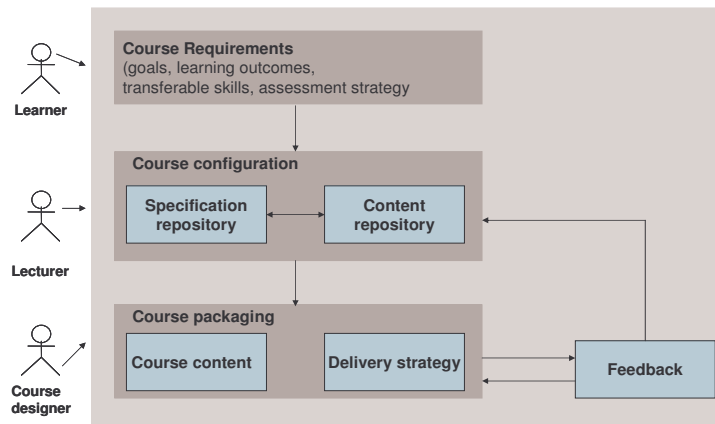 Course Requirements
(goals, learning outcomes,
transferable skills, assessment strategy
Learner
Course configuration
Specification
repository
Content
repository
Lecturer
Course packaging
Course content
Delivery strategy
Feedback
Course
designer